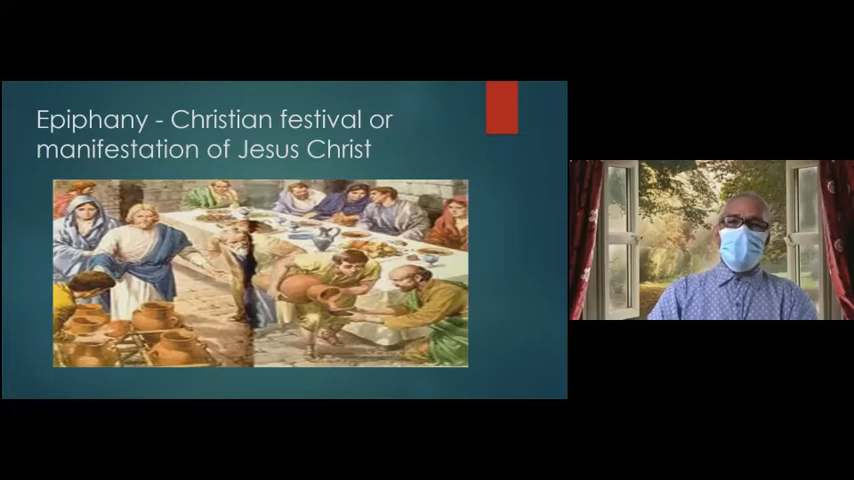 Epiphany - Christian festival or
manifestation of Jesus Christ